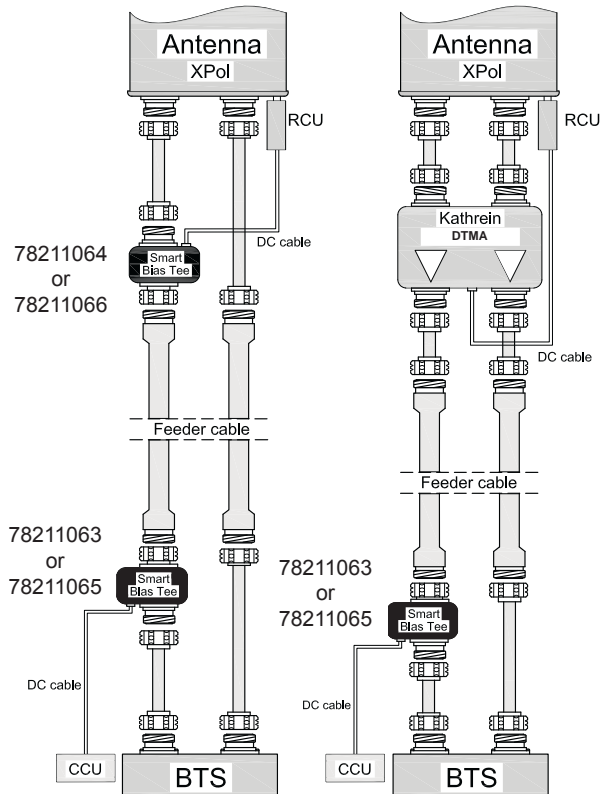 Antenna
XPol
RCU
DC cable
78211064
or
78211066
Smart
Bias Tee
Feeder cable
78211063
or
78211065
Smart
Bias Tee
DC cable
CCU
BTS
Antenna
XPol
RCU
Kathrein
DTMA
DC cable
Feeder cable
78211063
or
78211065
Smart
Bias Tee
DC cable
CCU
BTS